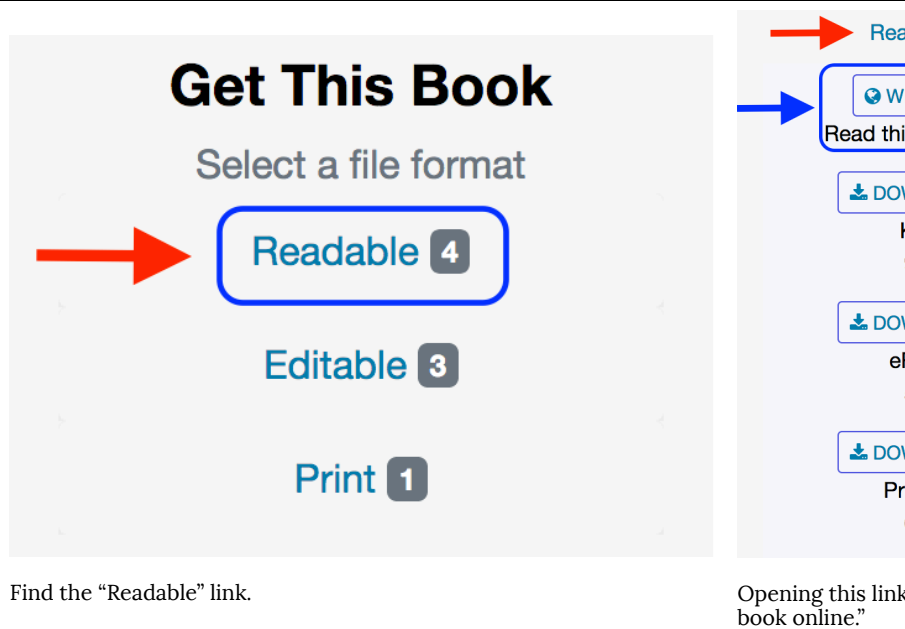 Get This Book
Select a file format
Readable 4
Editable 3
Print 1
Find the “Readable” link.
Read
Opening this link
book online.”